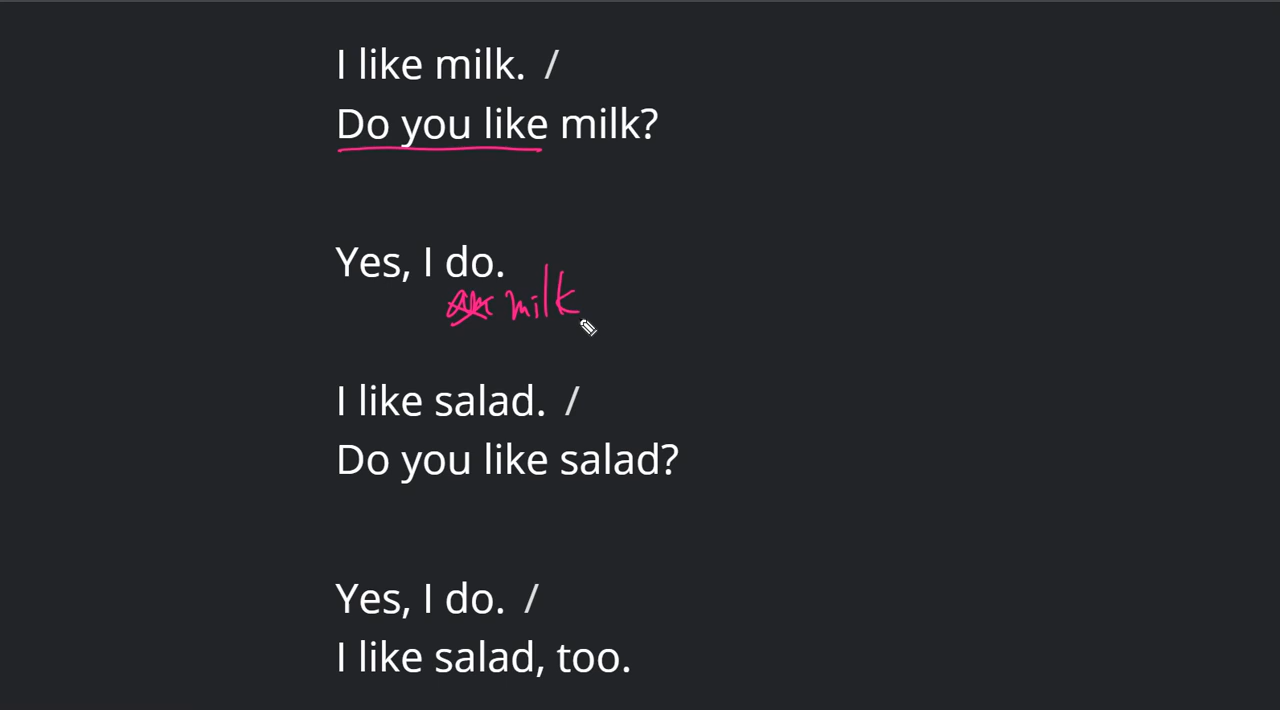 I like milk. /
Do you like milk?
Yes, I do.
milk
I like salad. /
Do you like salad?
Yes, I do. /
I like salad, too.